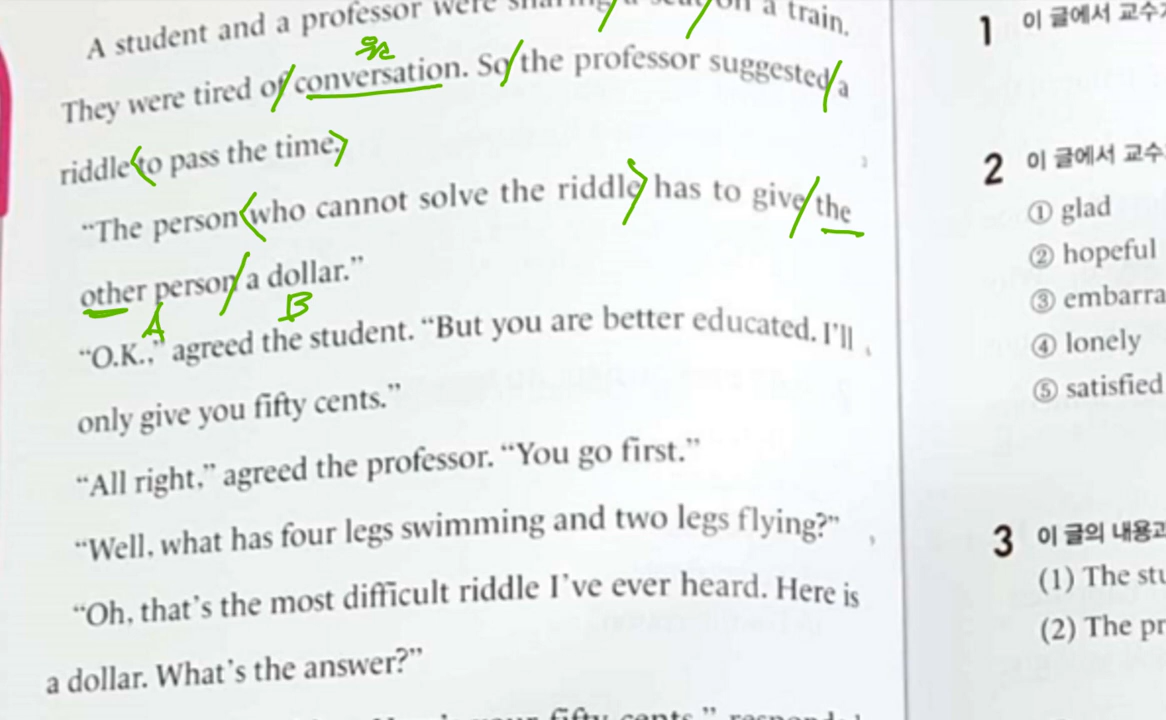 A student and a professor were sharing a seat on a train.
They were tired of conversation. So the professor suggested a
riddle to pass the time.
“The person who cannot solve the riddle has to give the
other person a dollar.”
A B
“O.K.,” agreed the student. “But you are better educated. I’ll
only give you fifty cents.”
“All right,” agreed the professor. “You go first.”
“Well, what has four legs swimming and two legs flying?”
“Oh, that’s the most difficult riddle I’ve ever heard. Here is
a dollar. What’s the answer?”
fifty cents,”
1 이 글에서 교수
2 이 글에서 교수
① glad
② hopeful
③ embarra
④ lonely
⑤ satisfied
3 이 글의 내용과
(1) The stu
(2) The pr